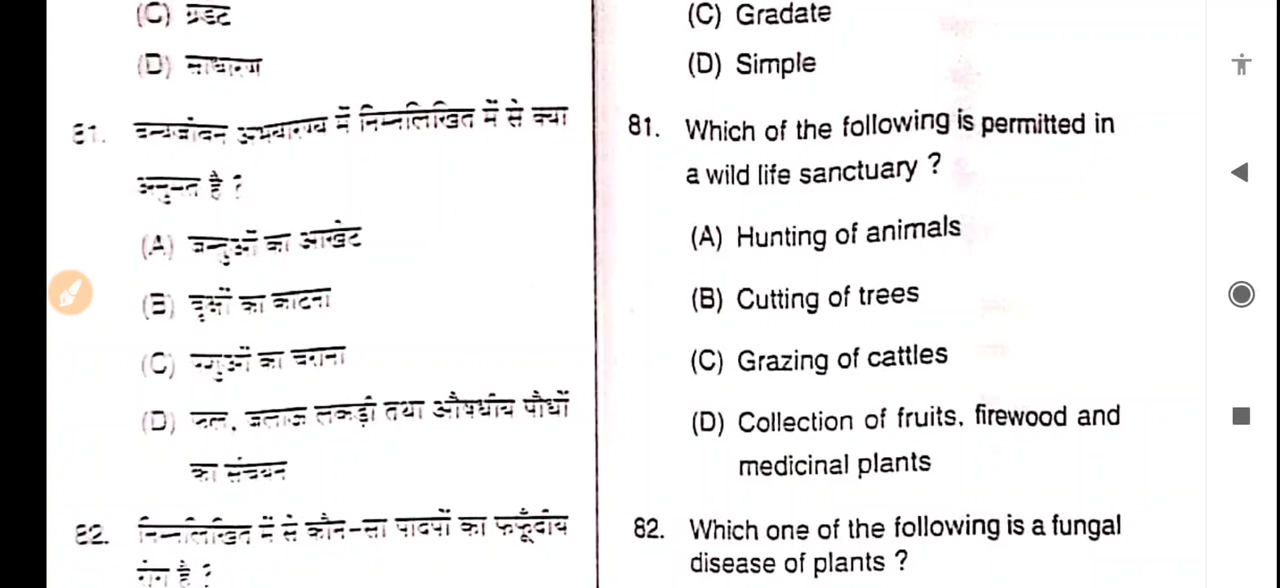 (C) ग्रेडेट
(D) साधारण
81. वन्यजीवन अभयारण्य में निम्नलिखित में से क्या
अनुमत है ?
(A) जन्तुओं का आखेट
(B) वृक्षों का काटना
(C) पशुओं का चराना
(D) फल, जलाऊ लकड़ी तथा औषधीय पौधों
का संचयन
82. निम्नलिखित में से कौन-सा पादपों का फफूँदीय
रोग है ?
(C) Gradate
(D) Simple
81. Which of the following is permitted in
a wild life sanctuary ?
(A) Hunting of animals
(B) Cutting of trees
(C) Grazing of cattles
(D) Collection of fruits, firewood and
medicinal plants
82. Which one of the following is a fungal
disease of plants ?